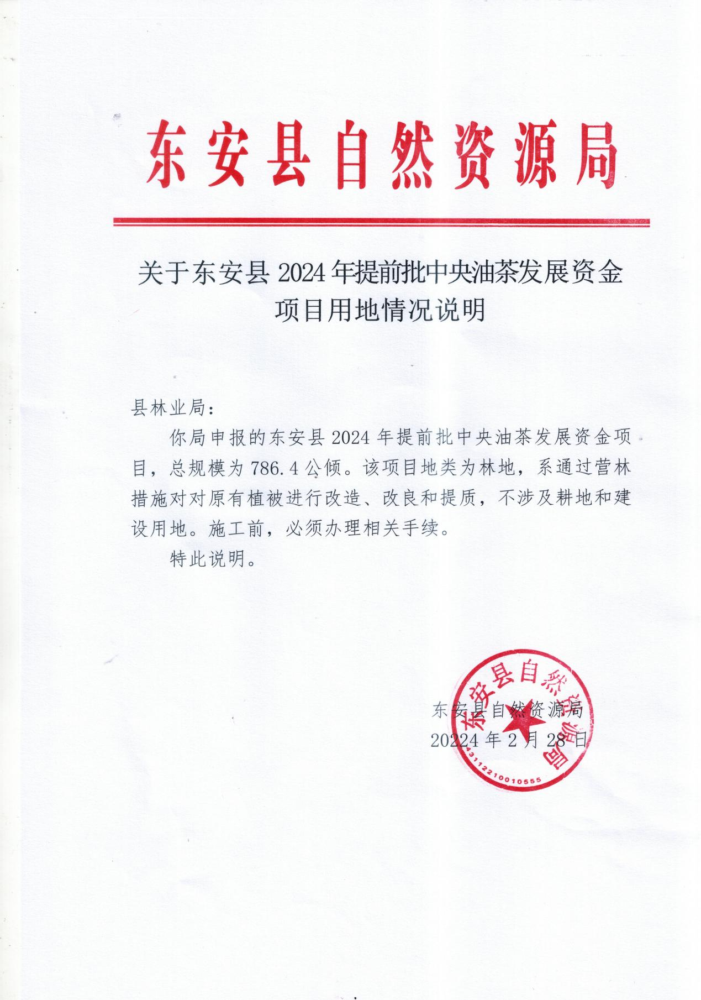 东安县自然资源局
关于东安县 2024 年提前批中央油茶发展资金
项目用地情况说明
县林业局：
你局申报的东安县 2024 年提前批中央油茶发展资金项
目，总规模为 786.4 公倾。该项目地类为林地，系通过营林
措施对对原有植被进行改造、改良和提质，不涉及耕地和建
设用地。施工前，必须办理相关手续。
特此说明。
东安县自然资源局
20224 年 2 月 28 日
东安县自然资源局
43112210010555